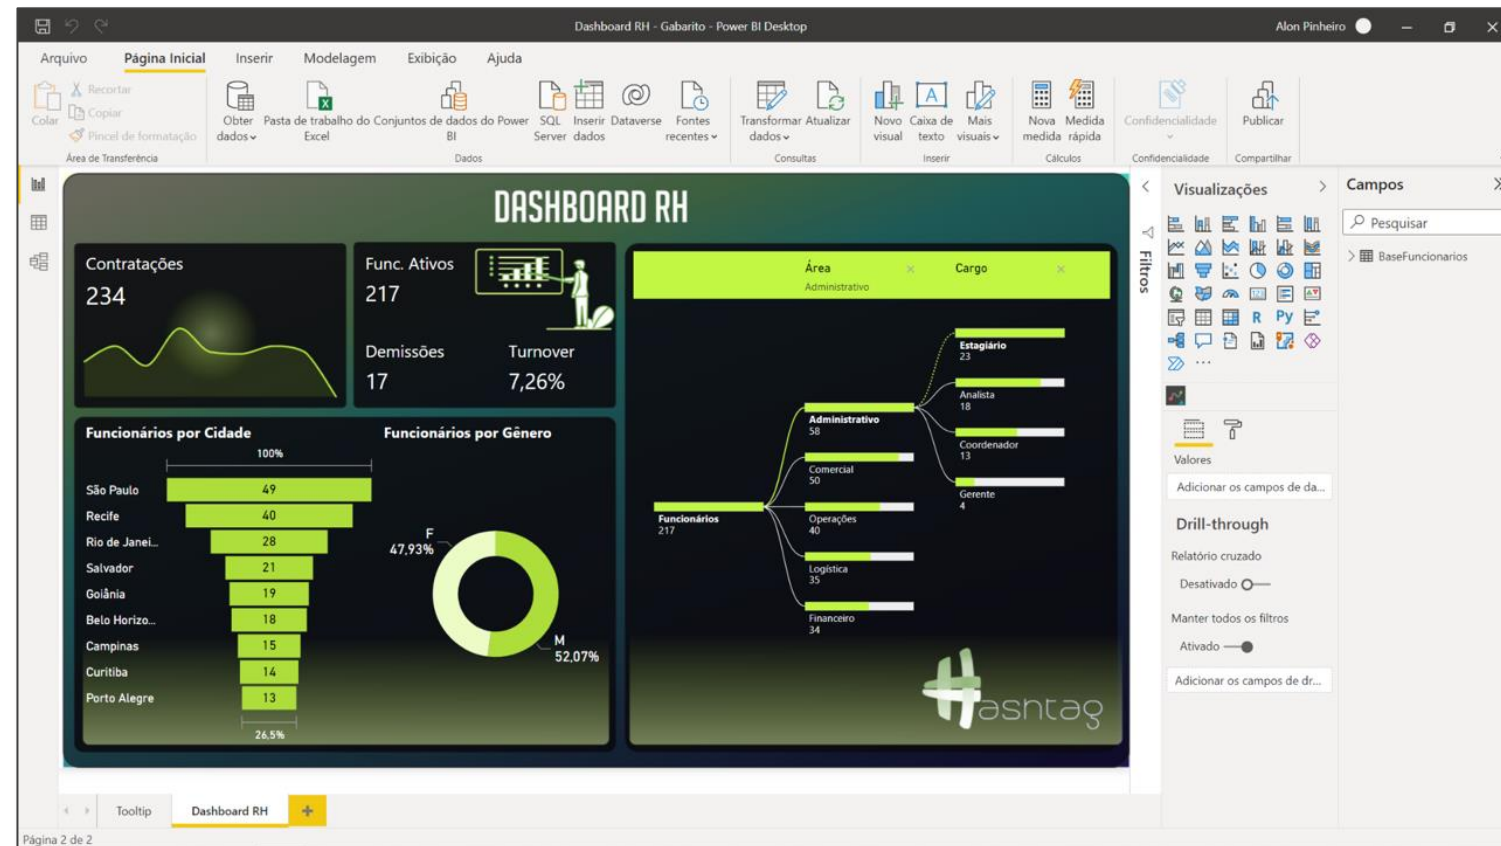 Dashboard RH - Gabarito - Power BI Desktop
Alon Pinheiro
Arquivo
Página Inicial
Inserir
Modelagem
Exibição
Ajuda
Colar
Recortar
Copiar
Pincel de formatação
Área de Transferência
Obter
dados
Pasta de trabalho do
Excel
Conjuntos de dados do Power
BI
SQL
Server
Inserir
dados
Dataverse
Fontes
recentes
Dados
Transformar
dados
Atualizar
Consultas
Novo
visual
Caixa de
texto
Mais
visuais
Inserir
Nova
medida
Medida
rápida
Cálculos
Confidencialidade
Confidencialidade
Publicar
Compartilhar
DASHBOARD RH
Contratações
234
Func. Ativos
217
Demissões
17
Turnover
7,26%
Funcionários por Cidade
100%
São Paulo 49
Recife 40
Rio de Janei... 28
Salvador 21
Goiânia 19
Belo Horizo... 18
Campinas 15
Curitiba 14
Porto Alegre 13
26,5%
Funcionários por Gênero
F
47,93%
M
52,07%
Área
Administrativo
Cargo
Funcionários
217
Administrativo
58
Comercial
50
Operações
40
Logística
35
Financeiro
34
Estagiário
23
Analista
18
Coordenador
13
Gerente
4
Hashtag
Filtros
Visualizações
R
Py
Valores
Adicionar os campos de da...
Drill-through
Relatório cruzado
Desativado
Manter todos os filtros
Ativado
Adicionar os campos de dr...
Campos
Pesquisar
BaseFuncionarios
Tooltip
Dashboard RH
Página 2 de 2